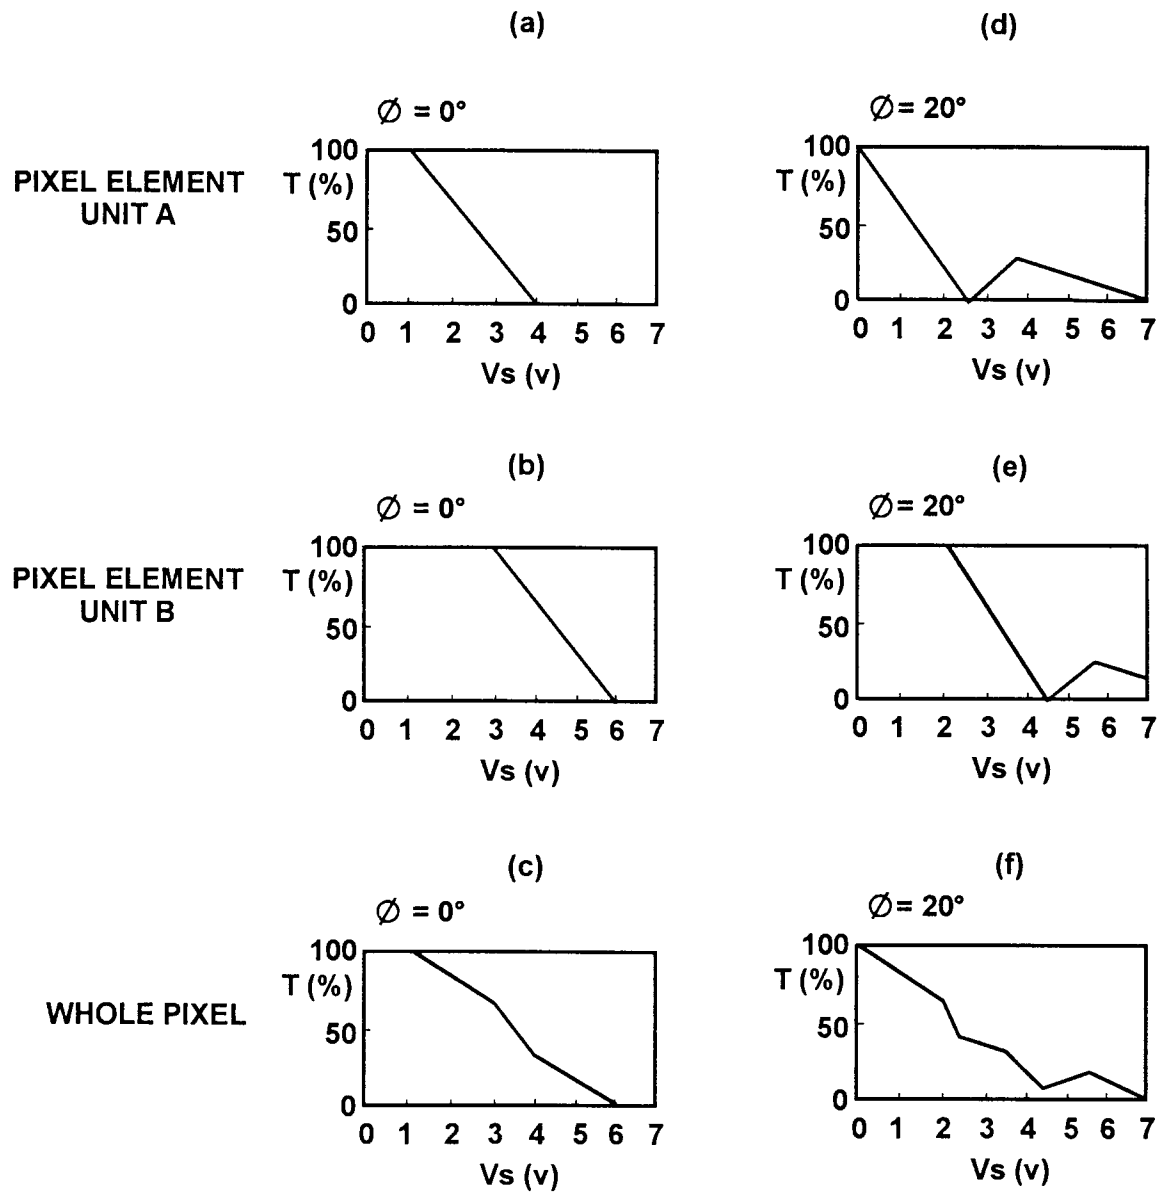 (a)
(d)
∅ = 0°
∅ = 20°
PIXEL ELEMENT
UNIT A
100
T (%)
50
0
0 1 2 3 4 5 6 7
Vs (v)
100
T (%)
50
0
0 1 2 3 4 5 6 7
Vs (v)
(b)
(e)
∅ = 0°
∅ = 20°
PIXEL ELEMENT
UNIT B
100
T (%)
50
0
0 1 2 3 4 5 6 7
Vs (v)
100
T (%)
50
0
0 1 2 3 4 5 6 7
Vs (v)
(c)
(f)
∅ = 0°
∅ = 20°
WHOLE PIXEL
100
T (%)
50
0
0 1 2 3 4 5 6 7
Vs (v)
100
T (%)
50
0
0 1 2 3 4 5 6 7
Vs (v)